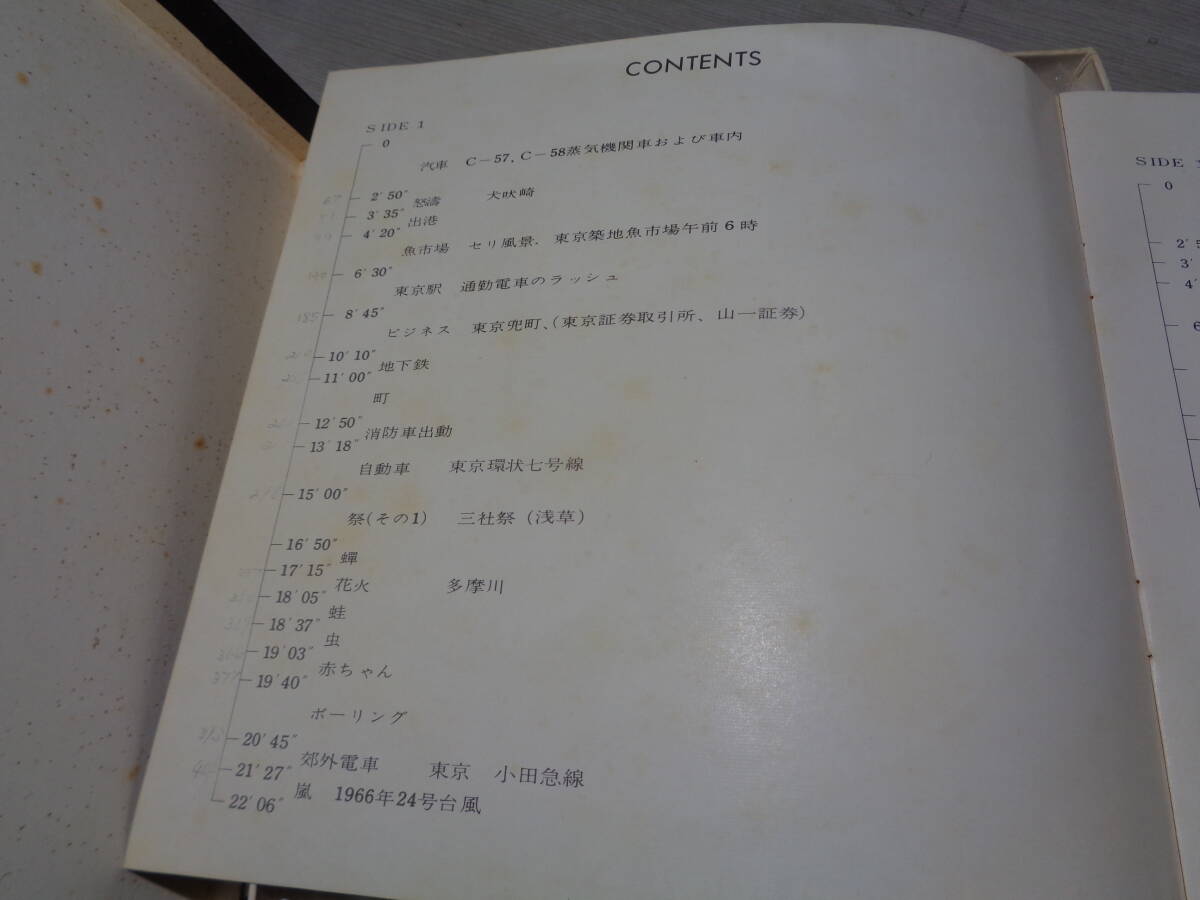 CONTENTS
SIDE 1
0
汽車 C－57, C－58蒸気機関車および車内
2′50″
怒濤 犬吠崎
3′35″
出港
4′20″
魚市場 セリ風景、東京築地魚市場午前6時
6′30″
東京駅 通勤電車のラッシュ
8′45″
ビジネス 東京兜町、(東京証券取引所、山一証券)
10′10″
地下鉄
11′00″
町
12′50″
消防車出動
13′18″
自動車 東京環状七号線
15′00″
祭(その1) 三社祭(浅草)
16′50″
蟬
17′15″
花火 多摩川
18′05″
蛙
18′37″
虫
19′03″
赤ちゃん
19′40″
ボーリング
20′45″
郊外電車 東京 小田急線
21′27″
嵐 1966年24号台風
22′06″
SIDE
0
2′
3′
4′
6